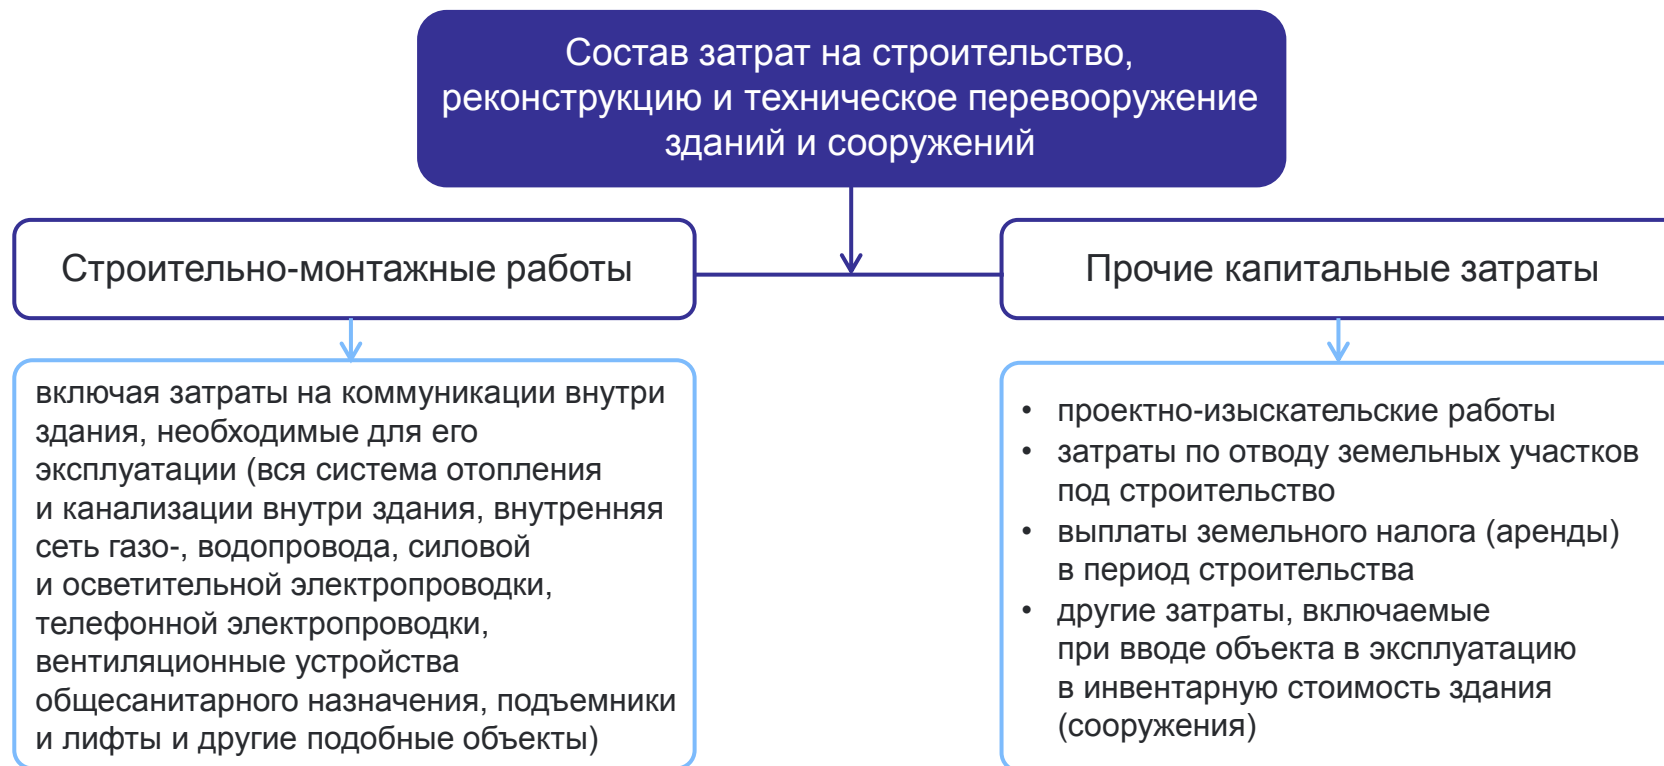 Состав затрат на строительство,
реконструкцию и техническое перевооружение
зданий и сооружений
Строительно-монтажные работы
Прочие капитальные затраты
включая затраты на коммуникации внутри
здания, необходимые для его
эксплуатации (вся система отопления
и канализации внутри здания, внутренняя
сеть газо-, водопровода, силовой
и осветительной электропроводки,
телефонной электропроводки,
вентиляционные устройства
общесанитарного назначения, подъемники
и лифты и другие подобные объекты)
• проектно-изыскательские работы
• затраты по отводу земельных участков
под строительство
• выплаты земельного налога (аренды)
в период строительства
• другие затраты, включаемые
при вводе объекта в эксплуатацию
в инвентарную стоимость здания
(сооружения)